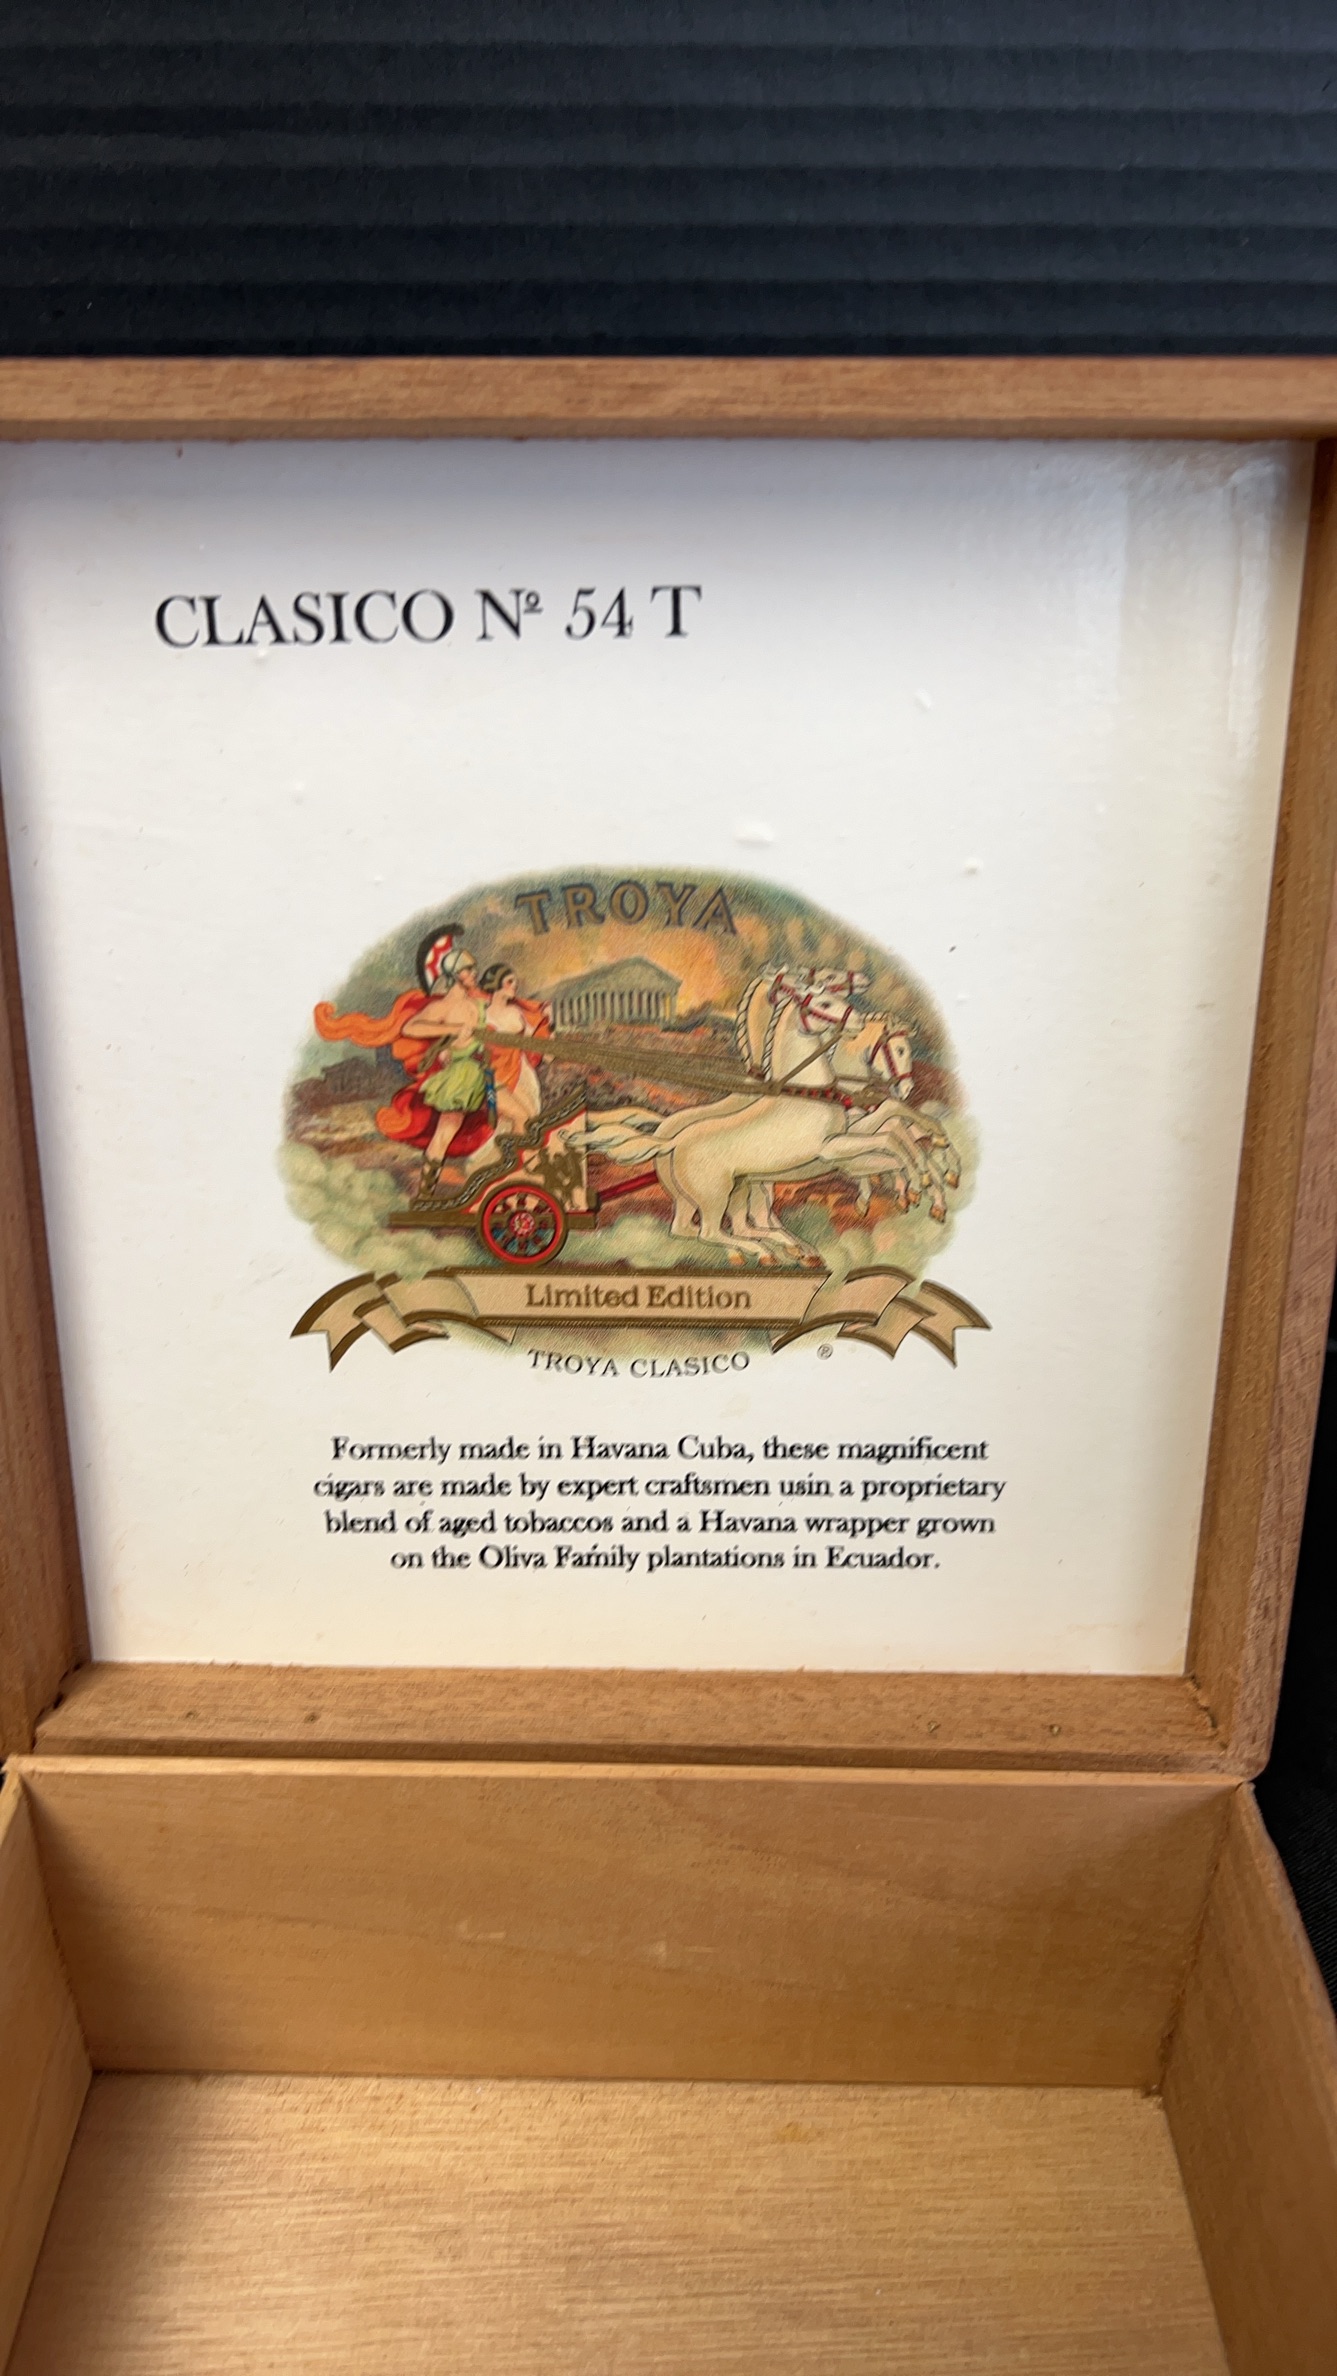 CLASICO Nº 54 T
TROYA
Limited Edition
TROYA CLASICO ®
Formerly made in Havana Cuba, these magnificent
cigars are made by expert craftsmen usin a proprietary
blend of aged tobaccos and a Havana wrapper grown
on the Oliva Family plantations in Ecuador.